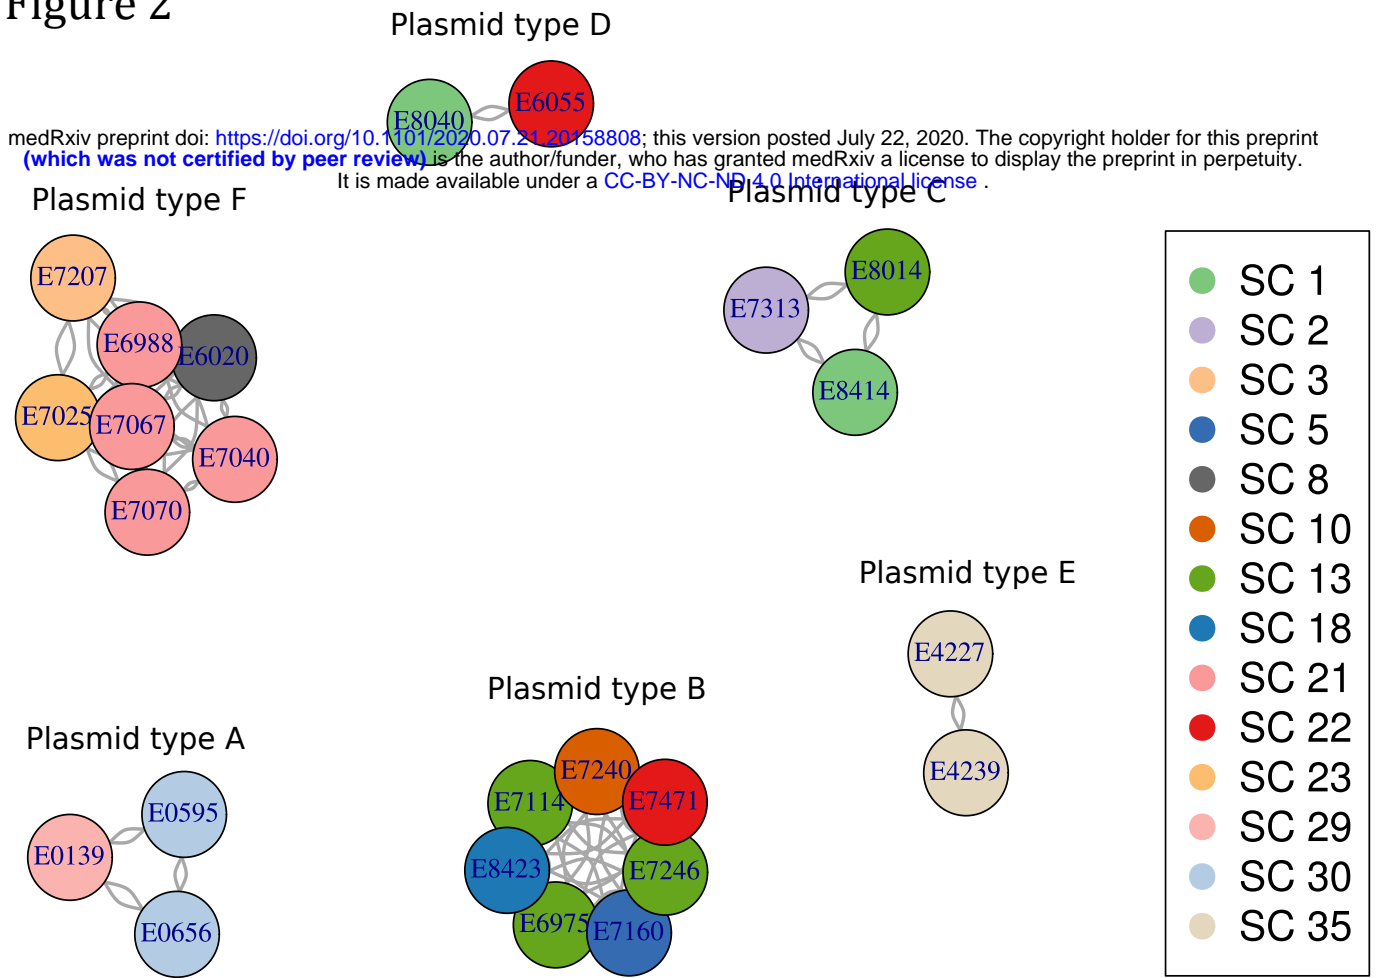 Figure 2
Plasmid type D
E8040
E6055
medRxiv preprint doi: https://doi.org/10.1101/2020.07.21.20158808; this version posted July 22, 2020. The copyright holder for this preprint
(which was not certified by peer review) is the author/funder, who has granted medRxiv a license to display the preprint in perpetuity.
It is made available under a CC-BY-NC-ND 4.0 International license .
Plasmid type F
E7207
E6988
E6020
E7025
E7067
E7040
E7070
Plasmid type C
E8014
E7313
E8414
Plasmid type E
E4227
E4239
Plasmid type A
E0595
E0139
E0656
Plasmid type B
E7240
E7114
E7471
E8423
E7246
E6975
E7160
SC 1
SC 2
SC 3
SC 5
SC 8
SC 10
SC 13
SC 18
SC 21
SC 22
SC 23
SC 29
SC 30
SC 35